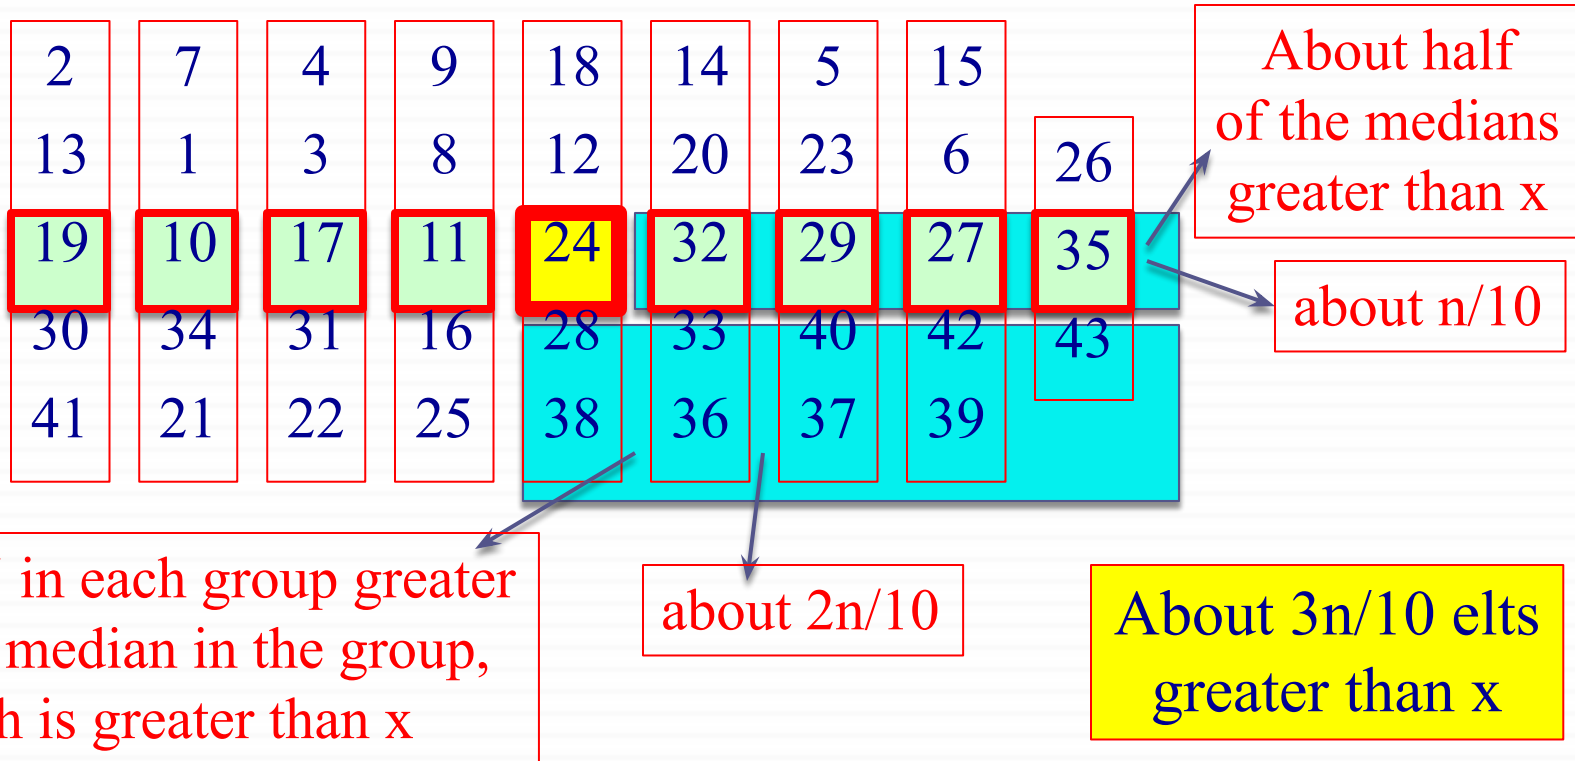 2 7 4 9 18 14 5 15
13 1 3 8 12 20 23 6 26
19 10 17 11 24 32 29 27 35
30 34 31 16 28 33 40 42 43
41 21 22 25 38 36 37 39
About half
of the medians
greater than x
about n/10
in each group greater
median in the group,
is greater than x
about 2n/10
About 3n/10 elts
greater than x